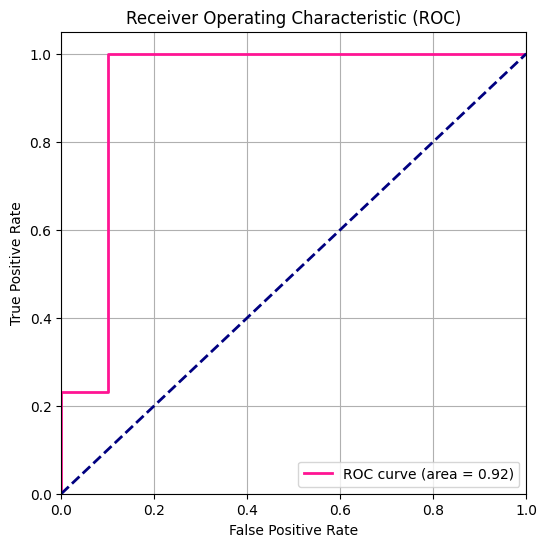 Receiver Operating Characteristic (ROC)
1.0
0.8
0.6
0.4
0.2
0.0
True Positive Rate
ROC curve (area = 0.92)
0.0 0.2 0.4 0.6 0.8 1.0
False Positive Rate